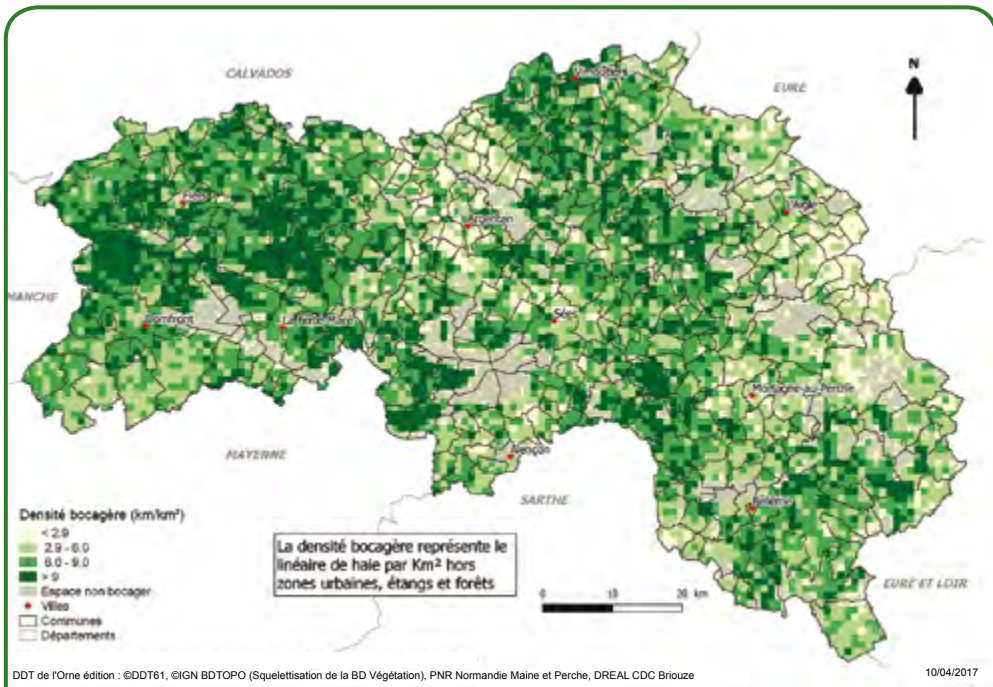 CALVADOS
EURE
N
Vimoutiers
Flers
Argentan
L'Aigle
MANCHE
Domfront
La Ferté-Macé
Sées
Mortagne-au-Perche
MAYENNE
Alençon
SARTHE
Bellême
EURE ET LOIR
Densité bocagère (km/km²)
< 2.9
2.9 - 6.0
6.0 - 9.0
> 9
Espace non bocager
Villes
Communes
Départements
La densité bocagère représente le
linéaire de haie par Km² hors
zones urbaines, étangs et forêts
0 10 20 km
DDT de l'Orne édition : ©DDT61, ©IGN BDTOPO (Squelettisation de la BD Végétation), PNR Normandie Maine et Perche, DREAL CDC Briouze
10/04/2017